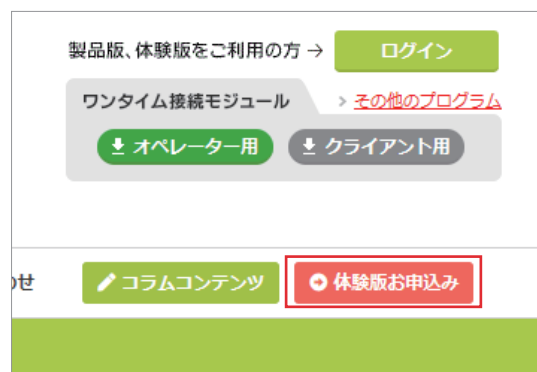 製品版、体験版をご利用の方 → ログイン
ワンタイム接続モジュール > その他のプログラム
オペレーター用 クライアント用
わせ コラムコンテンツ 体験版お申込み